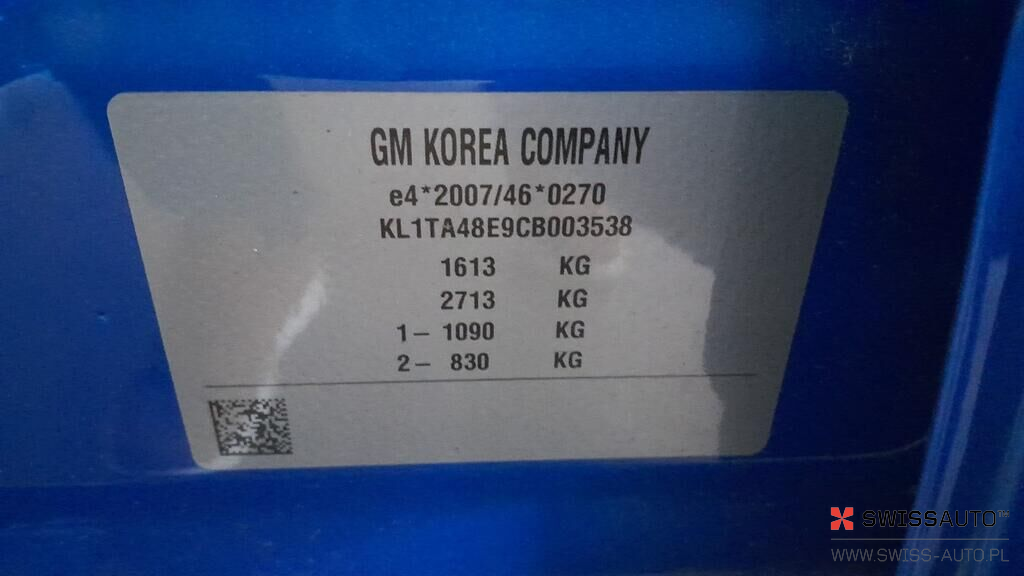 GM KOREA COMPANY
e4*2007/46*0270
KL1TA48E9CB003538
1613 KG
2713 KG
1– 1090 KG
2– 830 KG
SWISSAUTO
WWW.SWISS-AUTO.PL